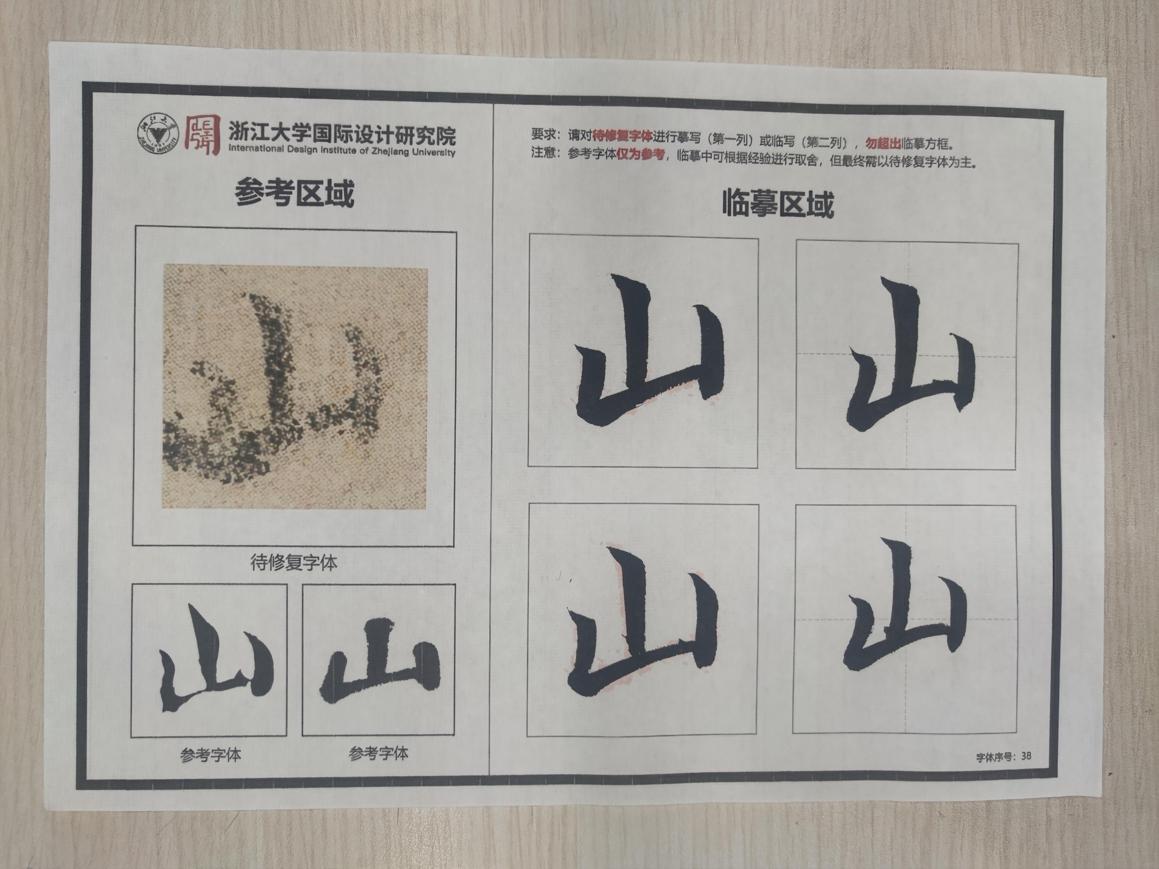 浙江大学国际设计研究院
International Design Institute of Zhejiang University
参考区域
山
待修复字体
山
山
参考字体
参考字体
要求：请对待修复字体进行摹写（第一列）或临写（第二列），勿超出临摹方框。
注意：参考字体仅为参考，临摹中可根据经验进行取舍，但最终需以待修复字体为主。
临摹区域
山
山
山
山
字体序号：38